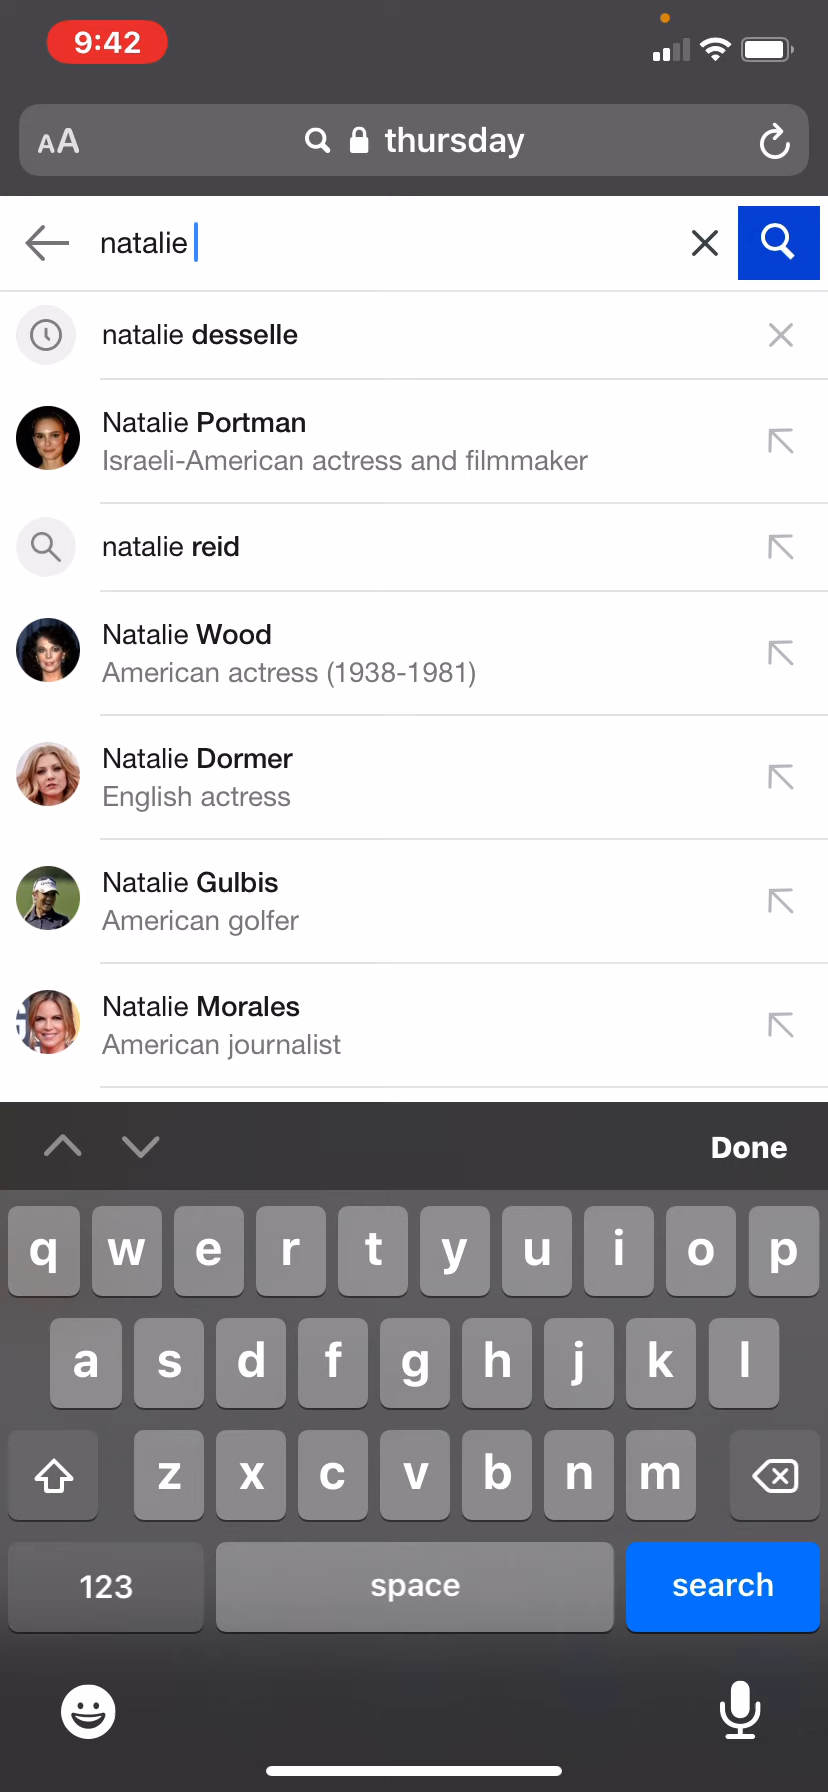 9:42
AA thursday
natalie
natalie desselle
Natalie Portman
Israeli-American actress and filmmaker
natalie reid
Natalie Wood
American actress (1938-1981)
Natalie Dormer
English actress
Natalie Gulbis
American golfer
Natalie Morales
American journalist
Done
q w e r t y u i o p
a s d f g h j k l
z x c v b n m
123 space search